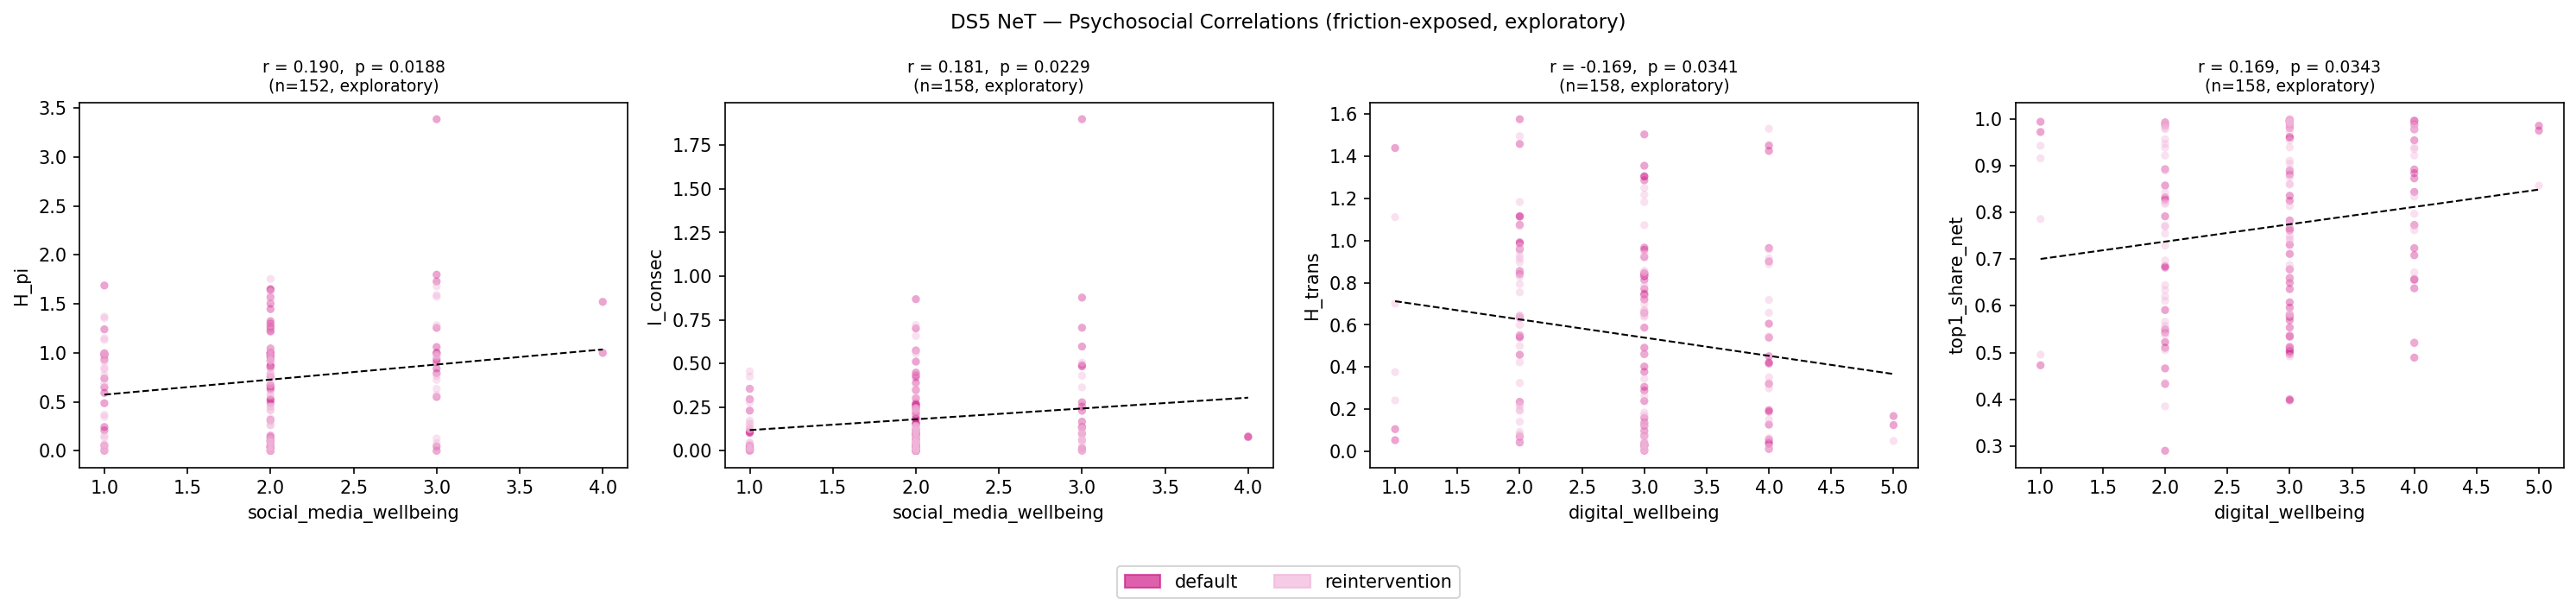 DS5 NeT — Psychosocial Correlations (friction-exposed, exploratory)
r = 0.190,  p = 0.0188
(n=152, exploratory)
H_pi
3.5
3.0
2.5
2.0
1.5
1.0
0.5
0.0
1.0 1.5 2.0 2.5 3.0 3.5 4.0
social_media_wellbeing
r = 0.181,  p = 0.0229
(n=158, exploratory)
I_consec
1.75
1.50
1.25
1.00
0.75
0.50
0.25
0.00
1.0 1.5 2.0 2.5 3.0 3.5 4.0
social_media_wellbeing
r = -0.169,  p = 0.0341
(n=158, exploratory)
H_trans
1.6
1.4
1.2
1.0
0.8
0.6
0.4
0.2
0.0
1.0 1.5 2.0 2.5 3.0 3.5 4.0 4.5 5.0
digital_wellbeing
r = 0.169,  p = 0.0343
(n=158, exploratory)
top1_share_net
1.0
0.9
0.8
0.7
0.6
0.5
0.4
0.3
1.0 1.5 2.0 2.5 3.0 3.5 4.0 4.5 5.0
digital_wellbeing
default reintervention